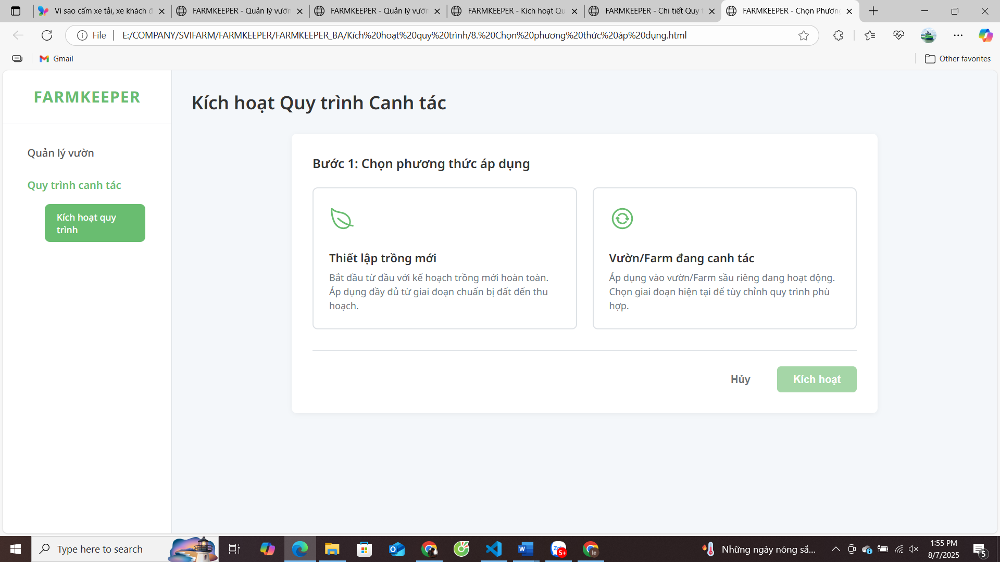 Vì sao cấm xe tải, xe khách đ
FARMKEEPER - Quản lý vườn
FARMKEEPER - Quản lý vườn
FARMKEEPER - Kích hoạt Qu
FARMKEEPER - Chi tiết Quy t
FARMKEEPER - Chọn Phương
File
E:/COMPANY/SVIFARM/FARMKEEPER/FARMKEEPER_BA/Kích%20hoạt%20quy%20trình/8.%20Chọn%20phương%20thức%20áp%20dụng.html
Gmail
Other favorites
FARMKEEPER
Quản lý vườn
Quy trình canh tác
Kích hoạt quy
trình
Kích hoạt Quy trình Canh tác
Bước 1: Chọn phương thức áp dụng
Thiết lập trồng mới
Bắt đầu từ đầu với kế hoạch trồng mới hoàn toàn.
Áp dụng đầy đủ từ giai đoạn chuẩn bị đất đến thu
hoạch.
Vườn/Farm đang canh tác
Áp dụng vào vườn/Farm sầu riêng đang hoạt động.
Chọn giai đoạn hiện tại để tùy chỉnh quy trình phù
hợp.
Hủy
Kích hoạt
Type here to search
5+
Những ngày nóng sắ...
1:55 PM
8/7/2025
5